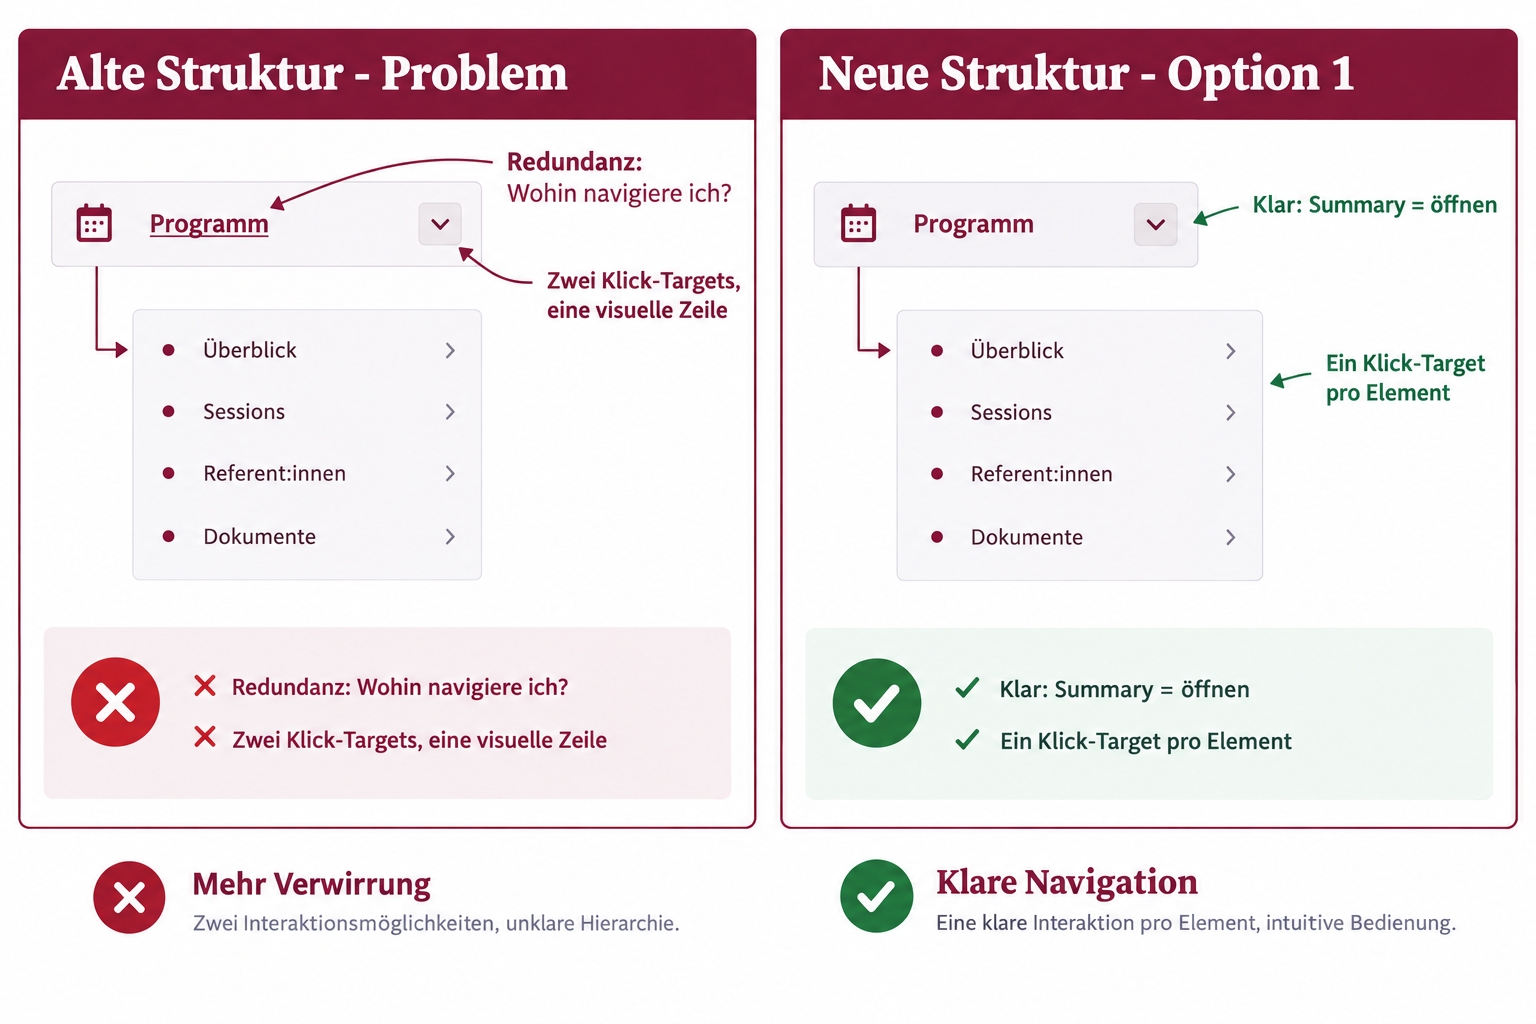 Alte Struktur - Problem
Redundanz:
Wohin navigiere ich?
Programm
Zwei Klick-Targets,
eine visuelle Zeile
Überblick
Sessions
Referent:innen
Dokumente
Redundanz: Wohin navigiere ich?
Zwei Klick-Targets, eine visuelle Zeile
Mehr Verwirrung
Zwei Interaktionsmöglichkeiten, unklare Hierarchie.
Neue Struktur - Option 1
Programm
Klar: Summary = öffnen
Überblick
Sessions
Referent:innen
Dokumente
Ein Klick-Target
pro Element
Klar: Summary = öffnen
Ein Klick-Target pro Element
Klare Navigation
Eine klare Interaktion pro Element, intuitive Bedienung.